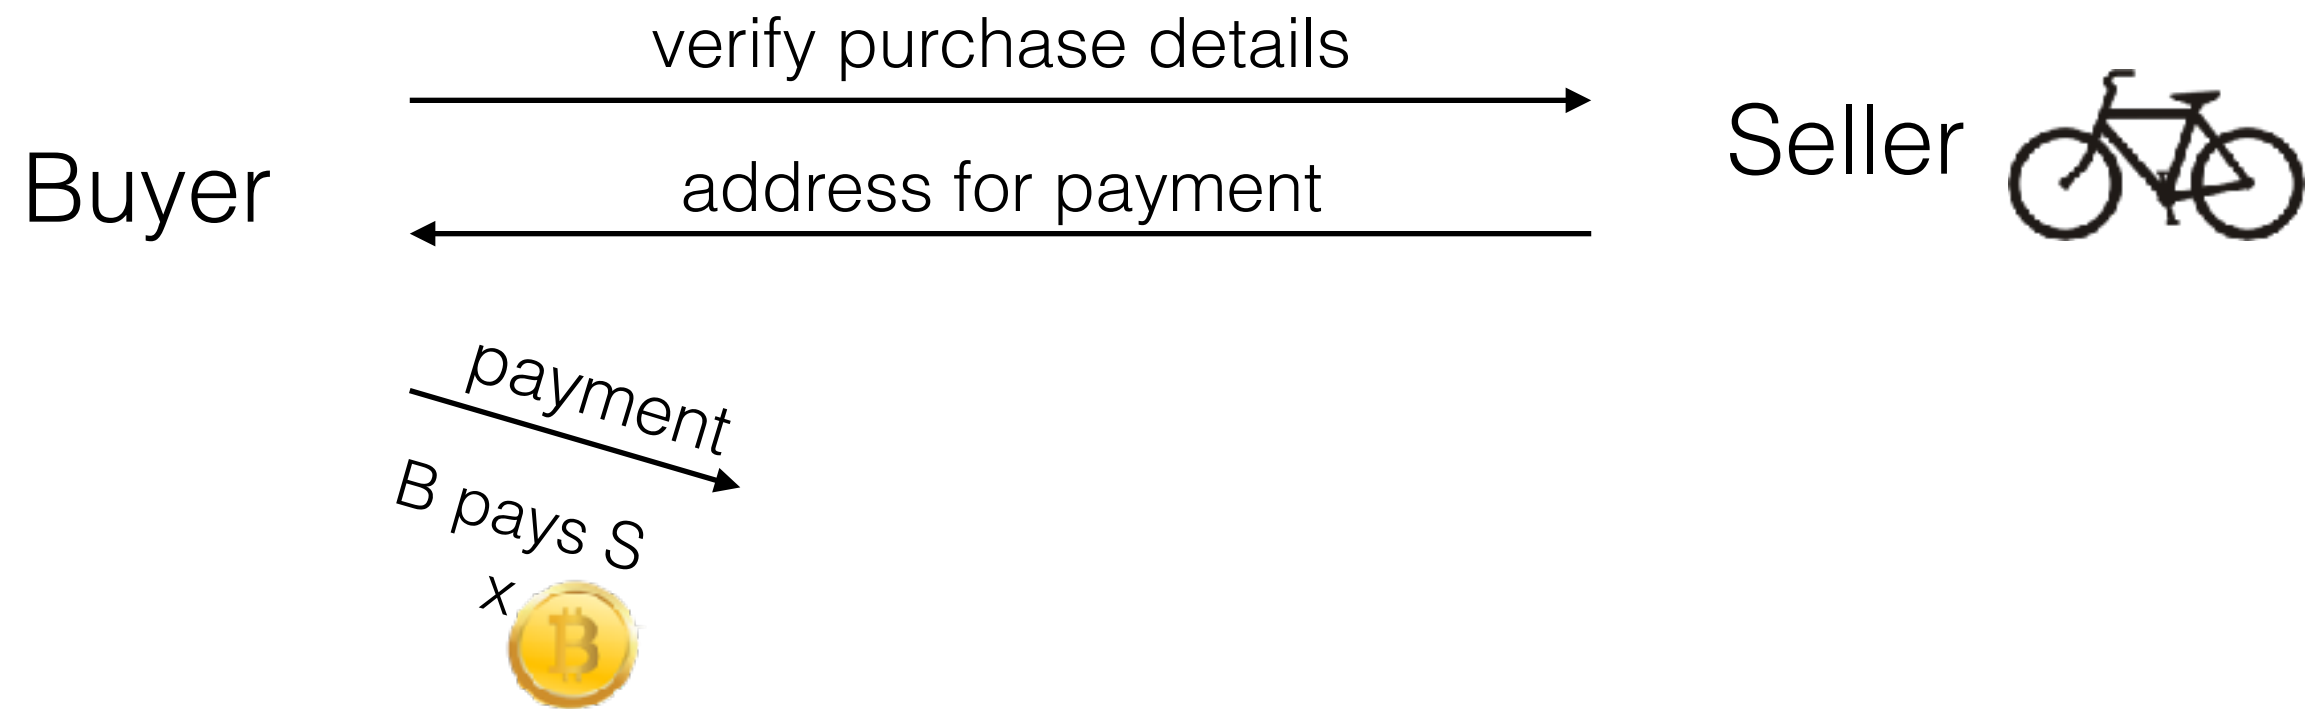 verify purchase details
Buyer
Seller
address for payment
payment
B pays S
x
B